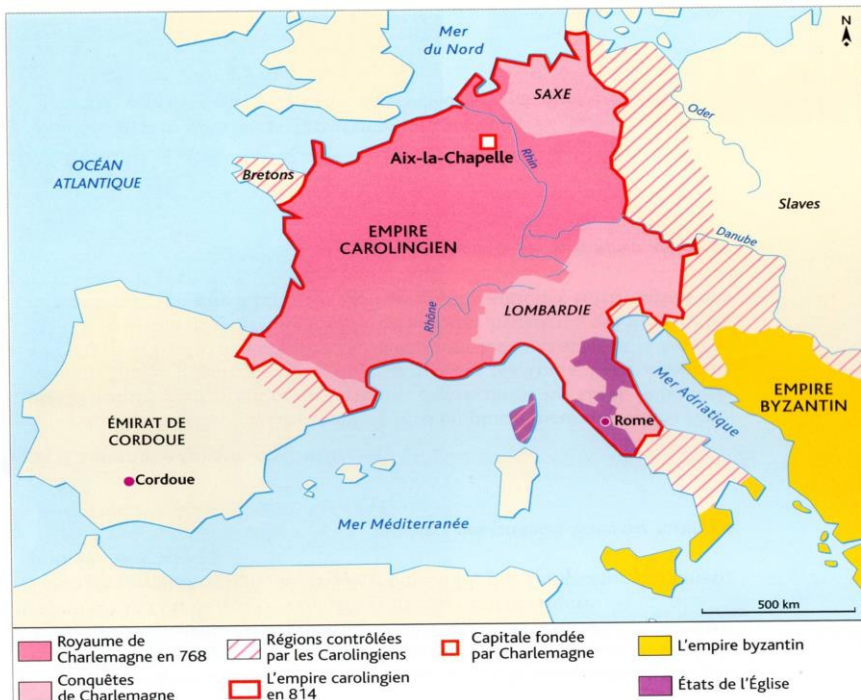 Mer
du Nord
N
SAXE
Oder
OCÉAN
ATLANTIQUE
Aix-la-Chapelle
Rhin
Bretons
Slaves
EMPIRE
CAROLINGIEN
Danube
LOMBARDIE
Rhône
Mer Adriatique
EMPIRE
BYZANTIN
Rome
ÉMIRAT DE
CORDOUE
Cordoue
Mer Méditerranée
500 km
Royaume de
Charlemagne en 768
Régions contrôlées
par les Carolingiens
Capitale fondée
par Charlemagne
L'empire byzantin
Conquêtes
de Charlemagne
L'empire carolingien
en 814
États de l'Église